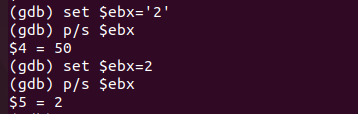 (gdb) set $ebx='2'
(gdb) p/s $ebx
$4 = 50
(gdb) set $ebx=2
(gdb) p/s $ebx
$5 = 2